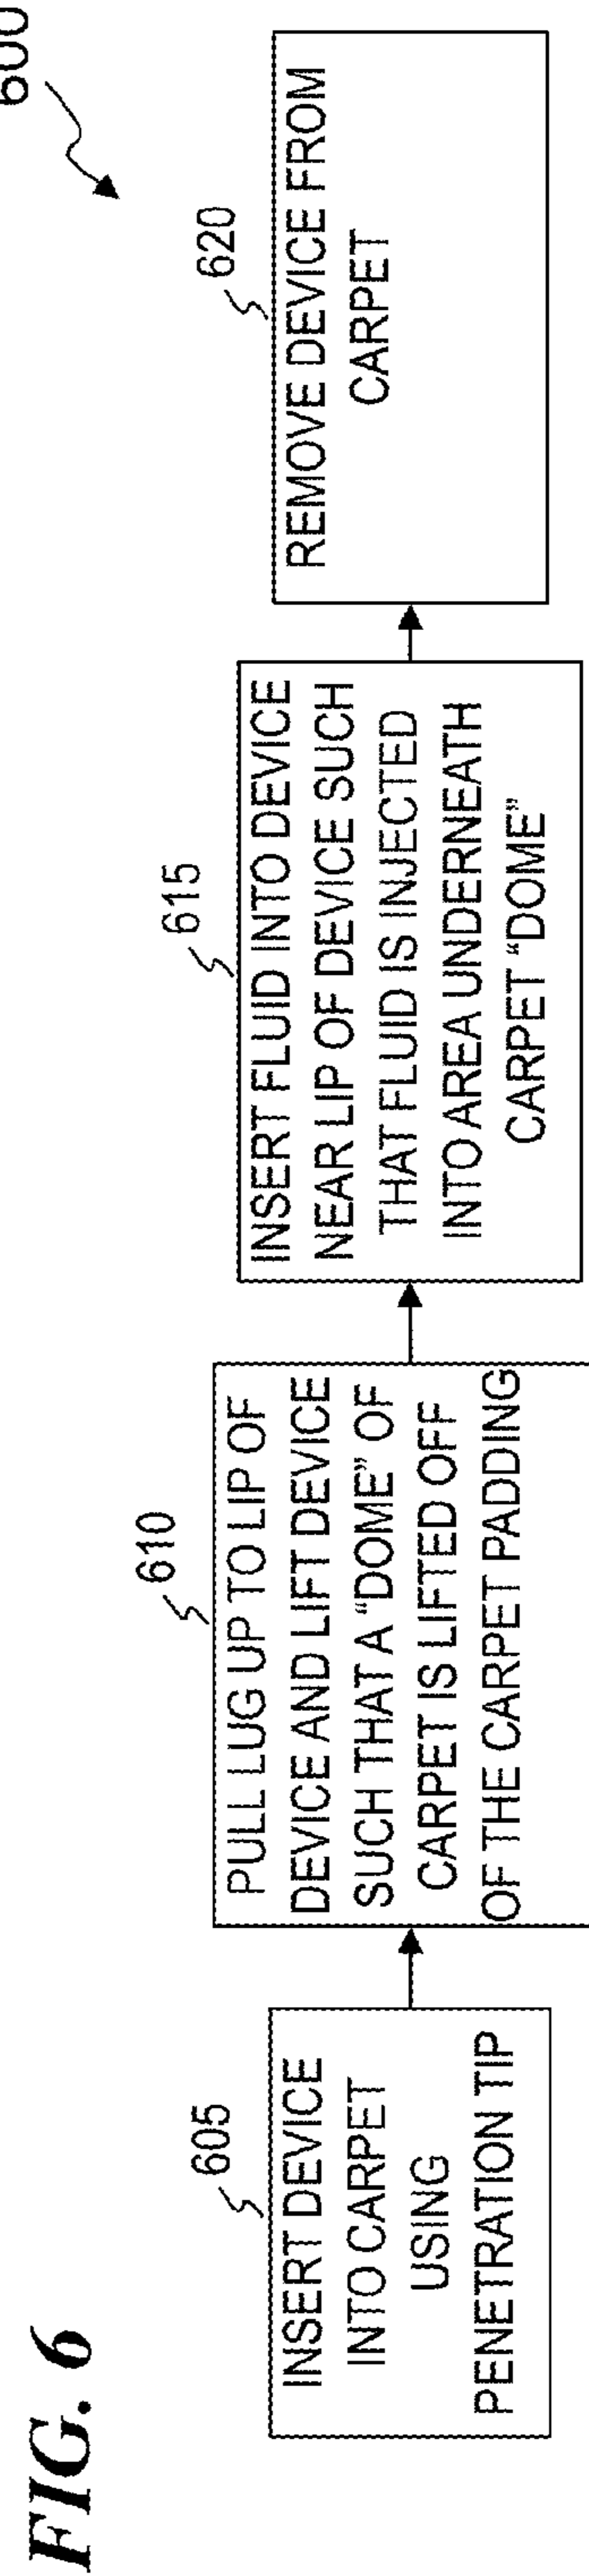 FIG. 6
600
605
INSERT DEVICE
INTO CARPET
USING
PENETRATION TIP
610
PULL LUG UP TO LIP OF
DEVICE AND LIFT DEVICE
SUCH THAT A “DOME” OF
CARPET IS LIFTED OFF
OF THE CARPET PADDING
615
INSERT FLUID INTO DEVICE
NEAR LIP OF DEVICE SUCH
THAT FLUID IS INJECTED
INTO AREA UNDERNEATH
CARPET “DOME”
620
REMOVE DEVICE FROM
CARPET